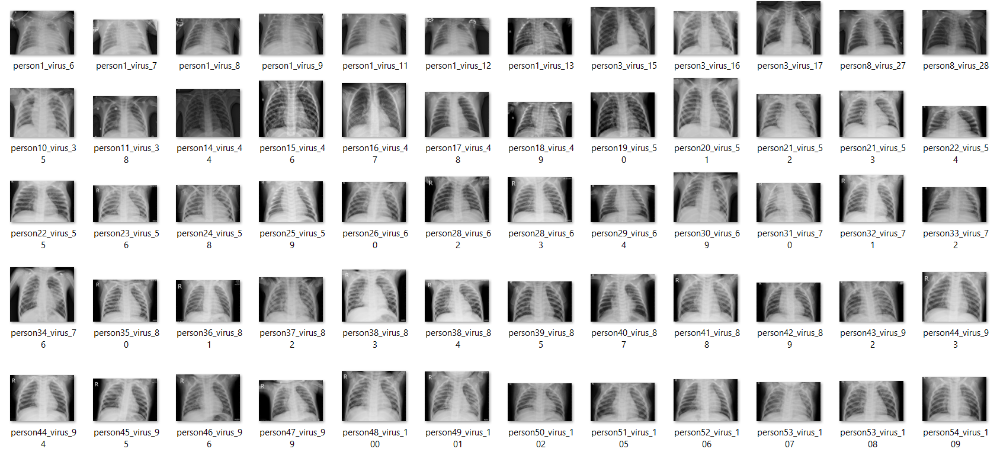 person1_virus_6 person1_virus_7 person1_virus_8 person1_virus_9 person1_virus_11 person1_virus_12 person1_virus_13 person3_virus_15 person3_virus_16 person3_virus_17 person8_virus_27 person8_virus_28
person10_virus_3 person11_virus_3 person14_virus_4 person15_virus_4 person16_virus_4 person17_virus_4 person18_virus_4 person19_virus_5 person20_virus_5 person21_virus_5 person21_virus_5 person22_virus_5
5 8 4 6 7 8 9 0 1 2 3 4
R R R R
person22_virus_5 person23_virus_5 person24_virus_5 person25_virus_5 person26_virus_6 person28_virus_6 person28_virus_6 person29_virus_6 person30_virus_6 person31_virus_7 person32_virus_7 person33_virus_7
5 6 8 9 0 2 3 4 9 0 1 2
R R R R R
person34_virus_7 person35_virus_8 person36_virus_8 person37_virus_8 person38_virus_8 person38_virus_8 person39_virus_8 person40_virus_8 person41_virus_8 person42_virus_8 person43_virus_9 person44_virus_9
6 0 1 2 3 4 5 7 8 9 2 3
R R R R R R
person44_virus_9 person45_virus_9 person46_virus_9 person47_virus_9 person48_virus_1 person49_virus_1 person50_virus_1 person51_virus_1 person52_virus_1 person53_virus_1 person53_virus_1 person54_virus_1
4 5 6 9 00 01 02 05 06 07 08 09